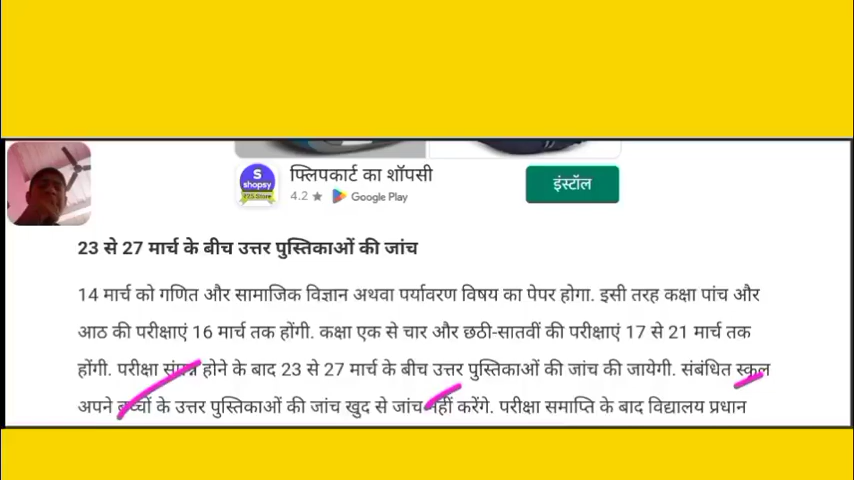 S
shopsy
फ्लिपकार्ट का शॉपसी
4.2 ★ Google Play
इंस्टॉल
23 से 27 मार्च के बीच उत्तर पुस्तिकाओं की जांच
14 मार्च को गणित और सामाजिक विज्ञान अथवा पर्यावरण विषय का पेपर होगा. इसी तरह कक्षा पांच और
आठ की परीक्षाएं 16 मार्च तक होंगी. कक्षा एक से चार और छठी-सातवीं की परीक्षाएं 17 से 21 मार्च तक
होंगी. परीक्षा संपन्न होने के बाद 23 से 27 मार्च के बीच उत्तर पुस्तिकाओं की जांच की जायेगी. संबंधित स्कूल
अपने बच्चों के उत्तर पुस्तिकाओं की जांच खुद से जांच नहीं करेंगे. परीक्षा समाप्ति के बाद विद्यालय प्रधान